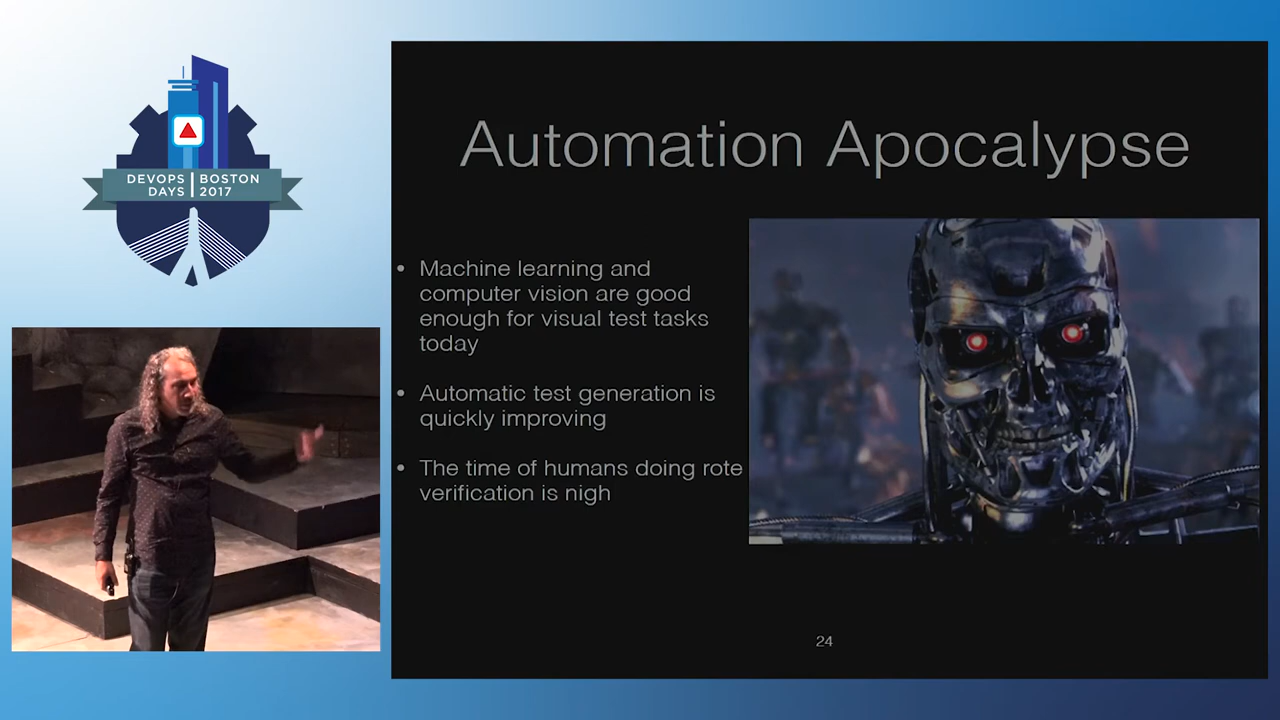 DEVOPS BOSTON
DAYS 2017
Automation Apocalypse
• Machine learning and
computer vision are good
enough for visual test tasks
today
• Automatic test generation is
quickly improving
• The time of humans doing rote
verification is nigh
24